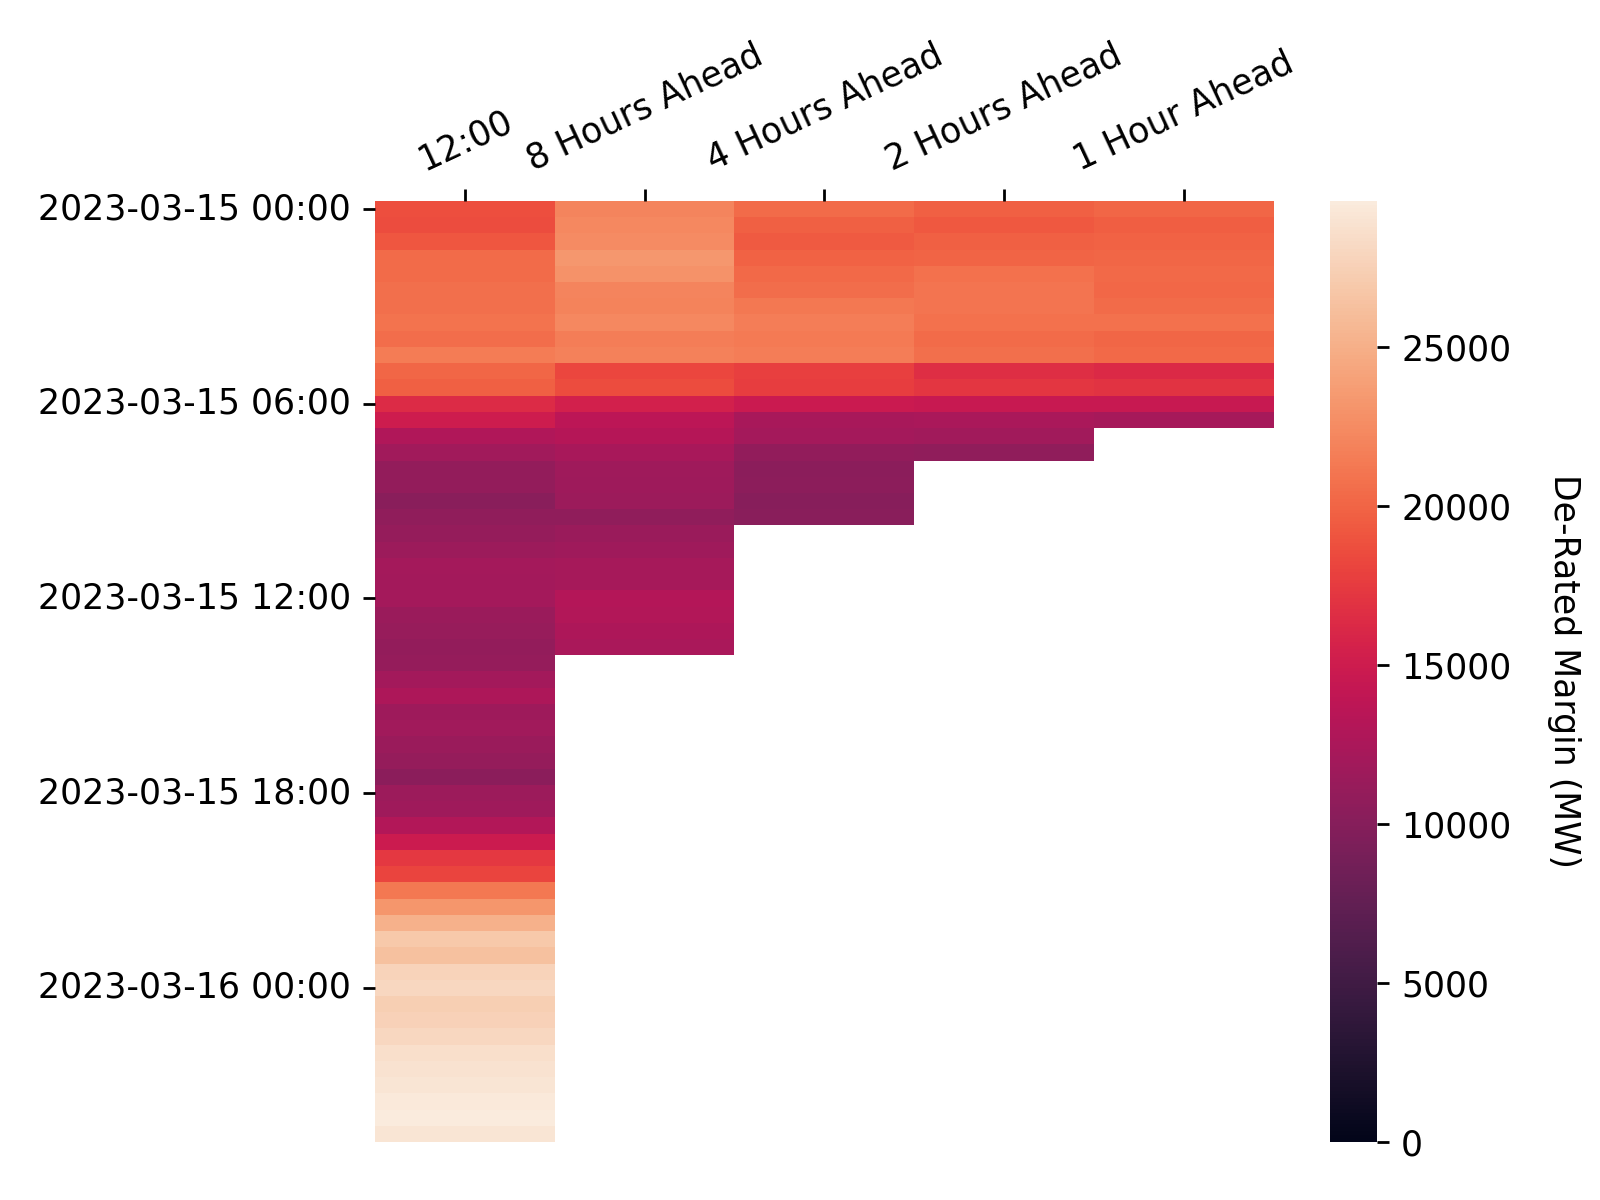 12:00
8 Hours Ahead
4 Hours Ahead
2 Hours Ahead
1 Hour Ahead
2023-03-15 00:00
2023-03-15 06:00
2023-03-15 12:00
2023-03-15 18:00
2023-03-16 00:00
25000
20000
15000
10000
5000
0
De-Rated Margin (MW)